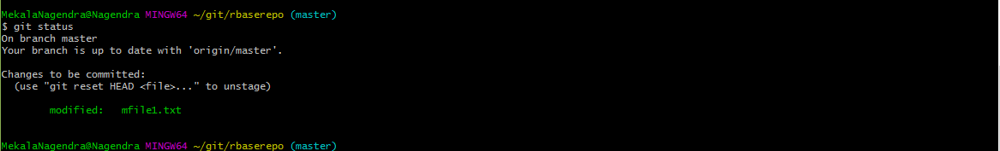 MekalaNagendra@Nagendra MINGW64 ~/git/rbaserepo (master)
$ git status
On branch master
Your branch is up to date with 'origin/master'.
Changes to be committed:
  (use "git reset HEAD <file>..." to unstage)
        modified:   mfile1.txt
MekalaNagendra@Nagendra MINGW64 ~/git/rbaserepo (master)